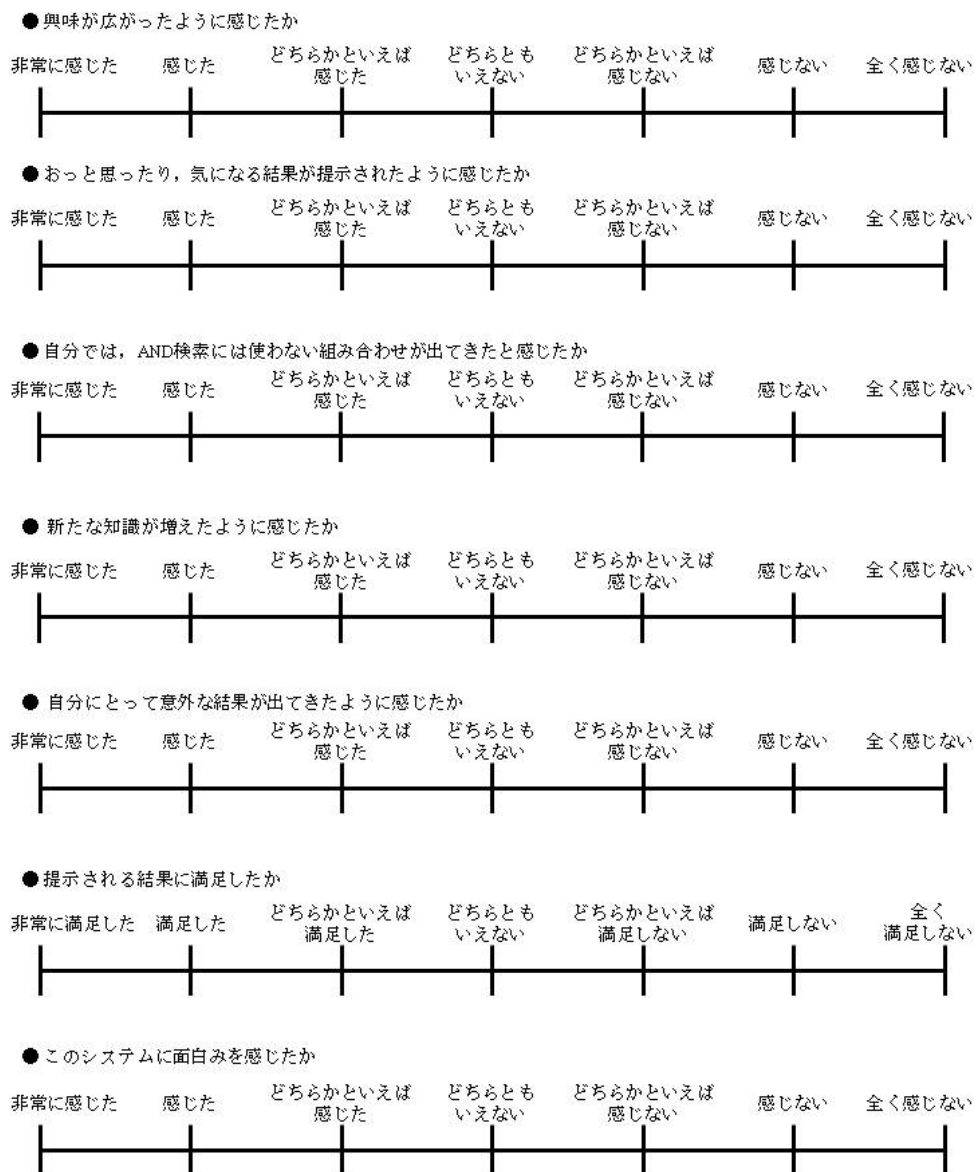 ●興味が広がったように感じたか
非常に感じた 感じた どちらかといえば 感じた どちらとも いえない どちらかといえば 感じない 感じない 全く感じない
●おっと思ったり，気になる結果が提示されたように感じたか
非常に感じた 感じた どちらかといえば 感じた どちらとも いえない どちらかといえば 感じない 感じない 全く感じない
●自分では，AND検索には使わない組み合わせが出てきたと感じたか
非常に感じた 感じた どちらかといえば 感じた どちらとも いえない どちらかといえば 感じない 感じない 全く感じない
● 新たな知識が増えたように感じたか
非常に感じた 感じた どちらかといえば 感じた どちらとも いえない どちらかといえば 感じない 感じない 全く感じない
● 自分にとって意外な結果が出てきたように感じたか
非常に感じた 感じた どちらかといえば 感じた どちらとも いえない どちらかといえば 感じない 感じない 全く感じない
●提示される結果に満足したか
非常に満足した 満足した どちらかといえば 満足した どちらとも いえない どちらかといえば 満足しない 満足しない 全く 満足しない
●このシステムに面白みを感じたか
非常に感じた 感じた どちらかといえば 感じた どちらとも いえない どちらかといえば 感じない 感じない 全く感じない